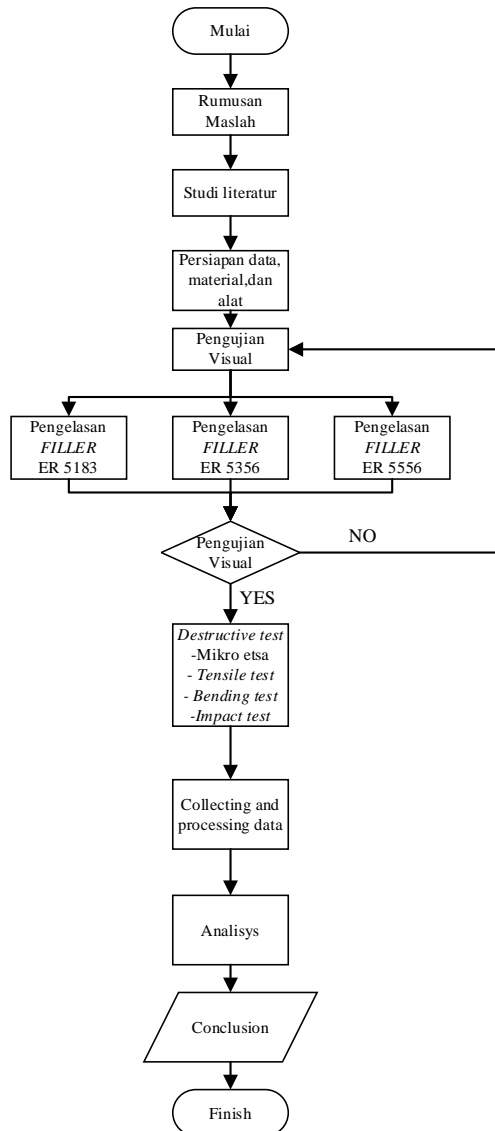 Mulai
Rumusan
Maslah
Studi literatur
Persiapan data,
material,dan
alat
Pengujian
Visual
Pengelasan
FILLER
ER 5183
Pengelasan
FILLER
ER 5356
Pengelasan
FILLER
ER 5556
Pengujian
Visual
NO
YES
Destructive test
-Mikro etsa
- Tensile test
- Bending test
-Impact test
Collecting and
processing data
Analisys
Conclusion
Finish